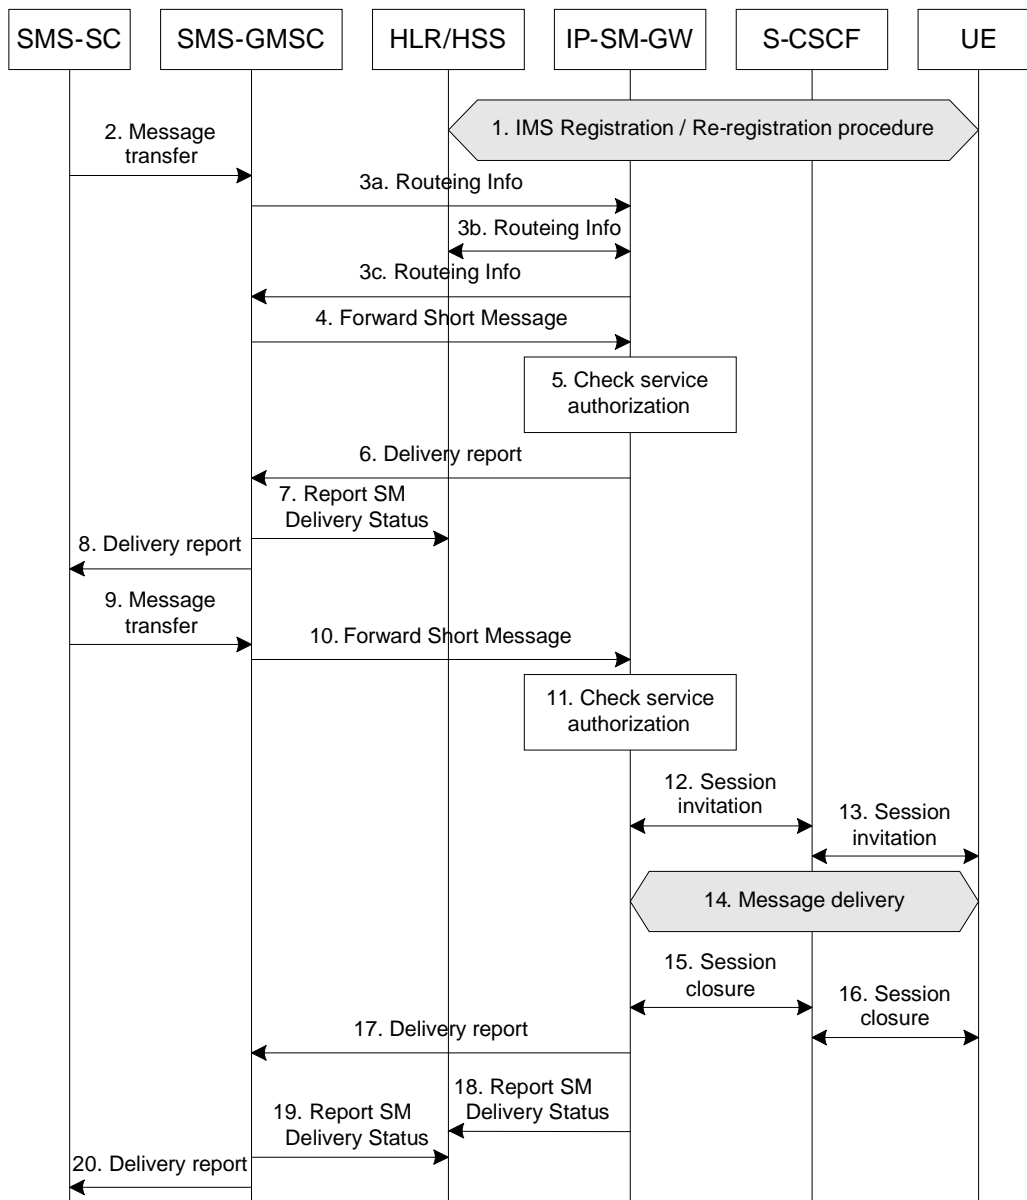 SMS-SC
SMS-GMSC
HLR/HSS
IP-SM-GW
S-CSCF
UE
1. IMS Registration / Re-registration procedure
2. Message
transfer
3a. Routeing Info
3b. Routeing Info
3c. Routeing Info
4. Forward Short Message
5. Check service
authorization
6. Delivery report
7. Report SM
Delivery Status
8. Delivery report
9. Message
transfer
10. Forward Short Message
11. Check service
authorization
12. Session
invitation
13. Session
invitation
14. Message delivery
15. Session
closure
16. Session
closure
17. Delivery report
18. Report SM
Delivery Status
19. Report SM
Delivery Status
20. Delivery report